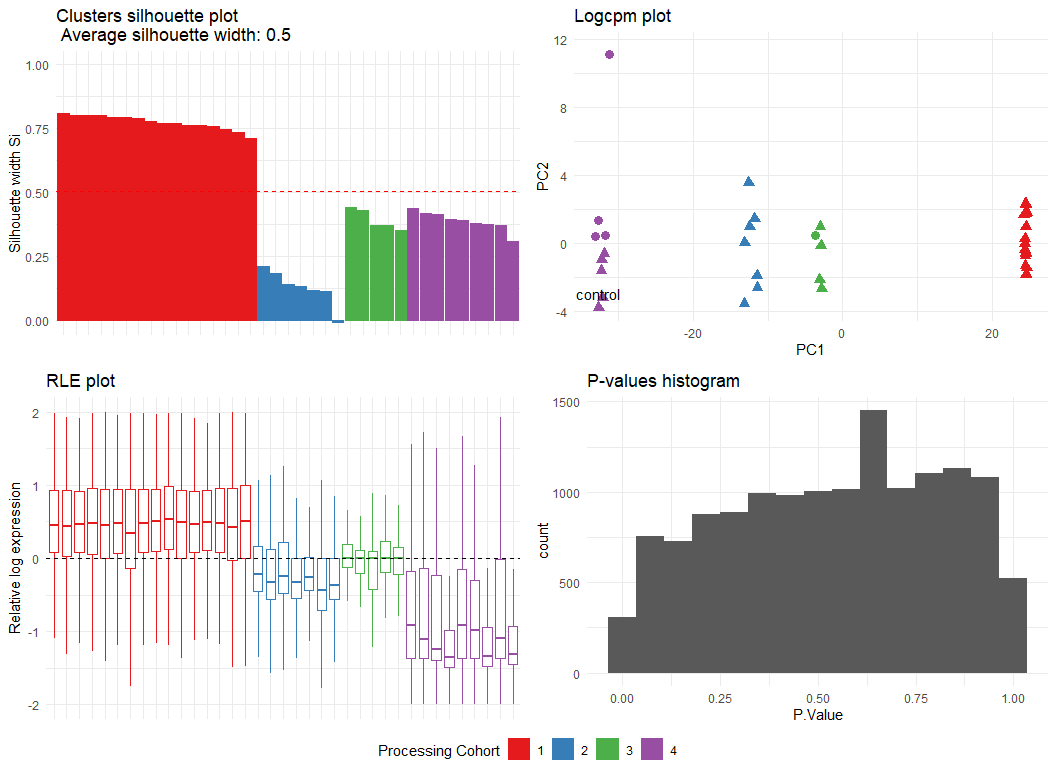 Clusters silhouette plot
Average silhouette width: 0.5
1.00
0.75
0.50
0.25
0.00
Silhouette width Si
Logcpm plot
12
8
4
0
-4
PC2
control
-20
0
20
PC1
RLE plot
2
1
0
-1
-2
Relative log expression
P-values histogram
1500
1000
500
0
count
0.00
0.25
0.50
0.75
1.00
P.Value
Processing Cohort 1 2 3 4